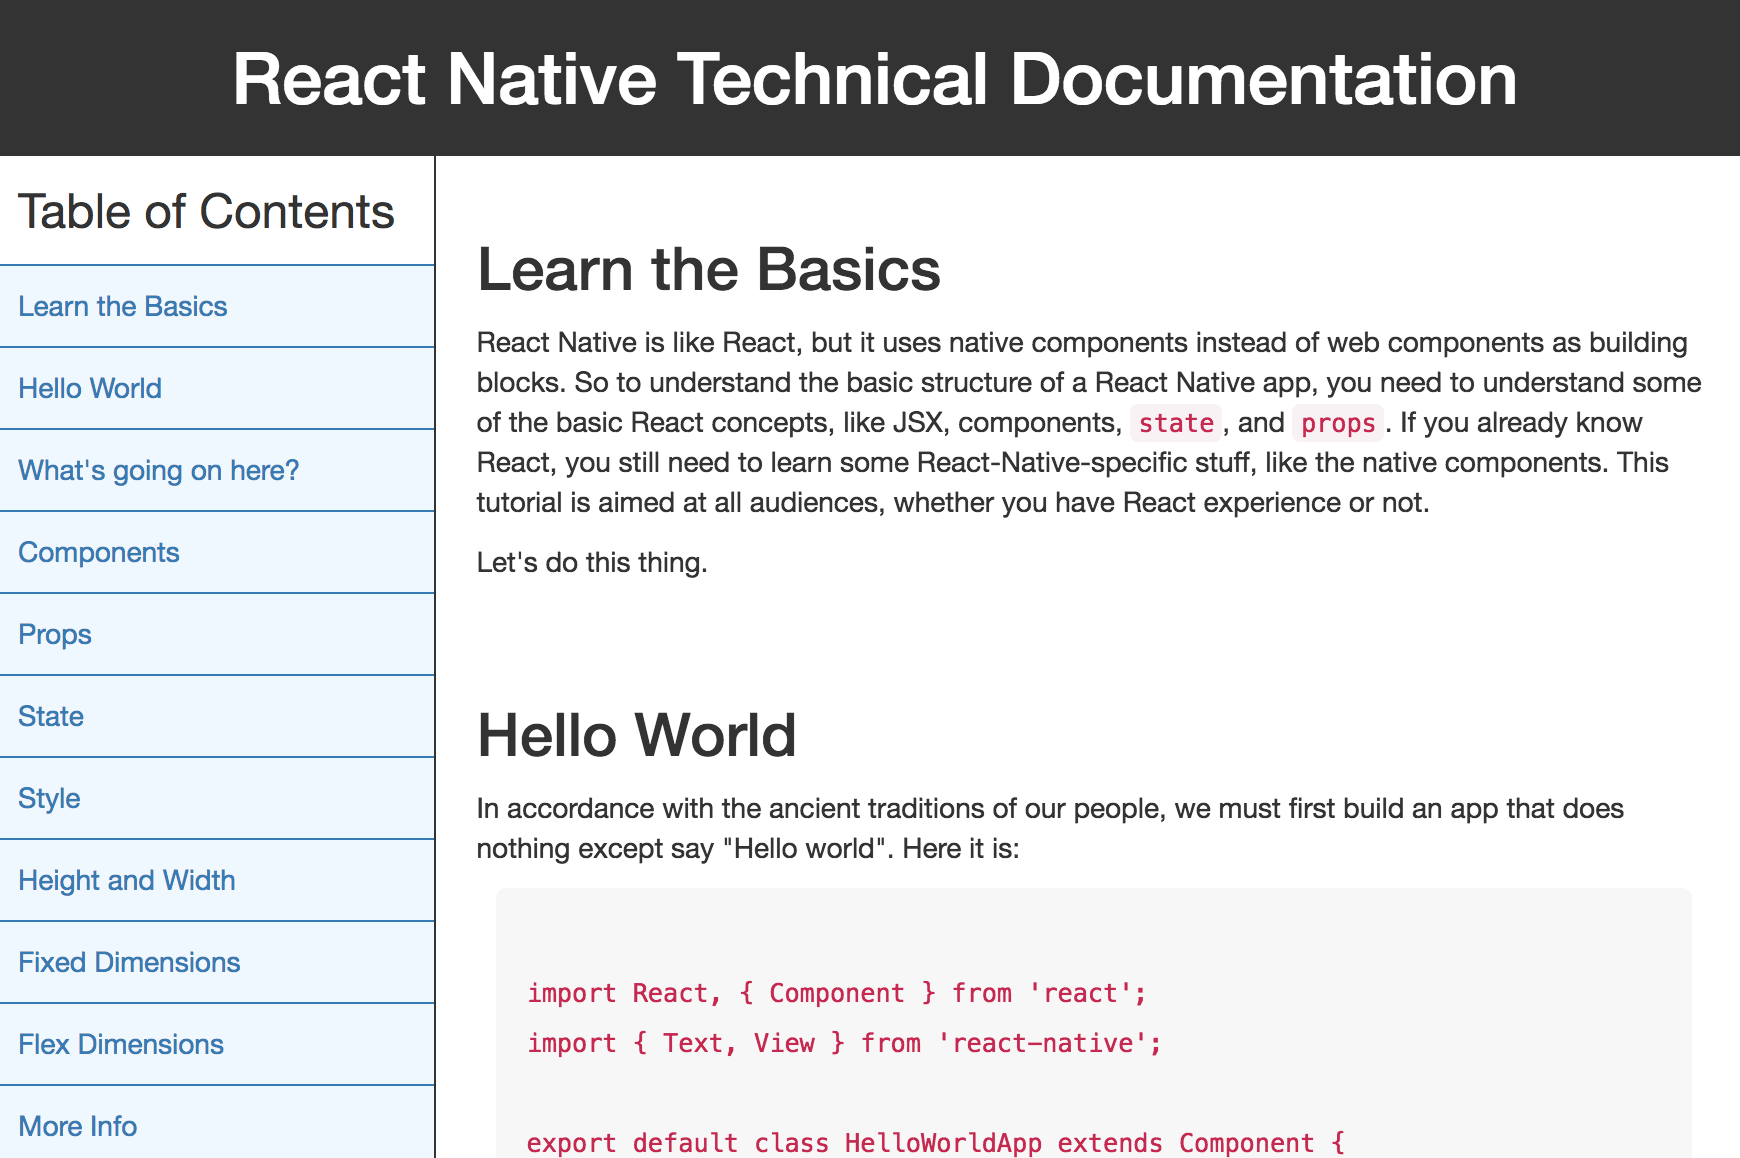 React Native Technical Documentation
Table of Contents
Learn the Basics
Hello World
What's going on here?
Components
Props
State
Style
Height and Width
Fixed Dimensions
Flex Dimensions
More Info
Learn the Basics
React Native is like React, but it uses native components instead of web components as building
blocks. So to understand the basic structure of a React Native app, you need to understand some
of the basic React concepts, like JSX, components, state, and props. If you already know
React, you still need to learn some React-Native-specific stuff, like the native components. This
tutorial is aimed at all audiences, whether you have React experience or not.
Let's do this thing.
Hello World
In accordance with the ancient traditions of our people, we must first build an app that does
nothing except say "Hello world". Here it is:
import React, { Component } from 'react';
import { Text, View } from 'react-native';
export default class HelloWorldApp extends Component {